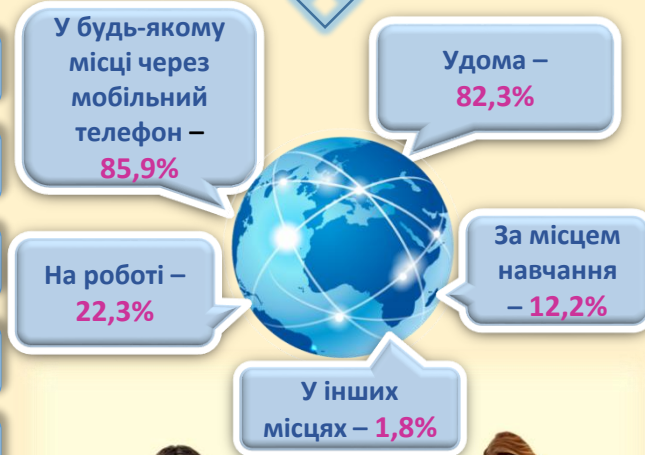 У будь-якому
місці через
мобільний
телефон –
85,9%
Удома –
82,3%
На роботі –
22,3%
За місцем
навчання
– 12,2%
У інших
місцях – 1,8%